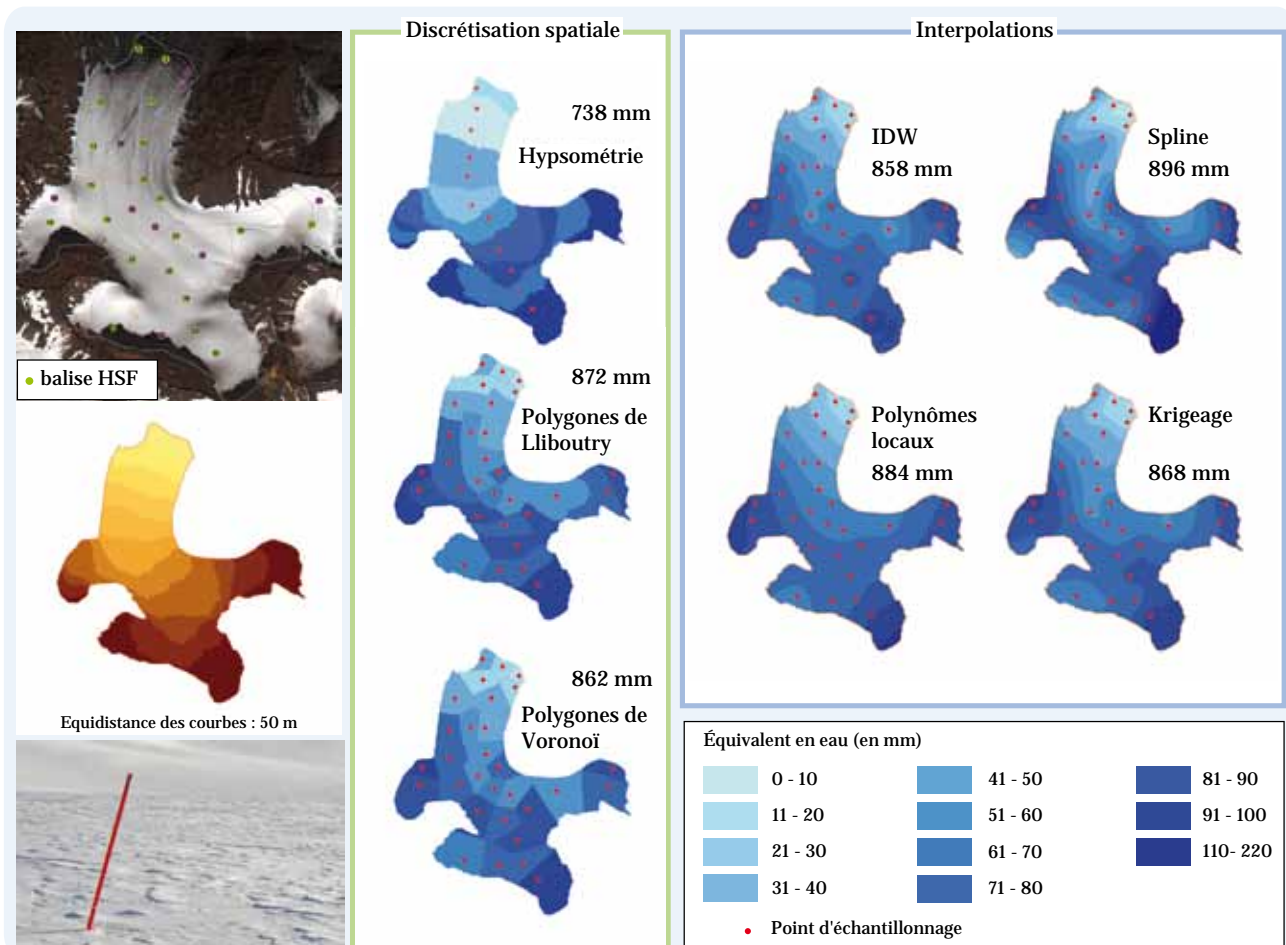 Discrétisation spatiale
Interpolations
balise HSF
Equidistance des courbes : 50 m
738 mm
Hypsométrie
872 mm
Polygones de
Lliboutry
862 mm
Polygones de
Voronoï
IDW
858 mm
Spline
896 mm
Polynômes
locaux
884 mm
Krigeage
868 mm
Équivalent en eau (en mm)
0 - 10
11 - 20
21 - 30
31 - 40
41 - 50
51 - 60
61 - 70
71 - 80
81 - 90
91 - 100
110- 220
Point d'échantillonnage